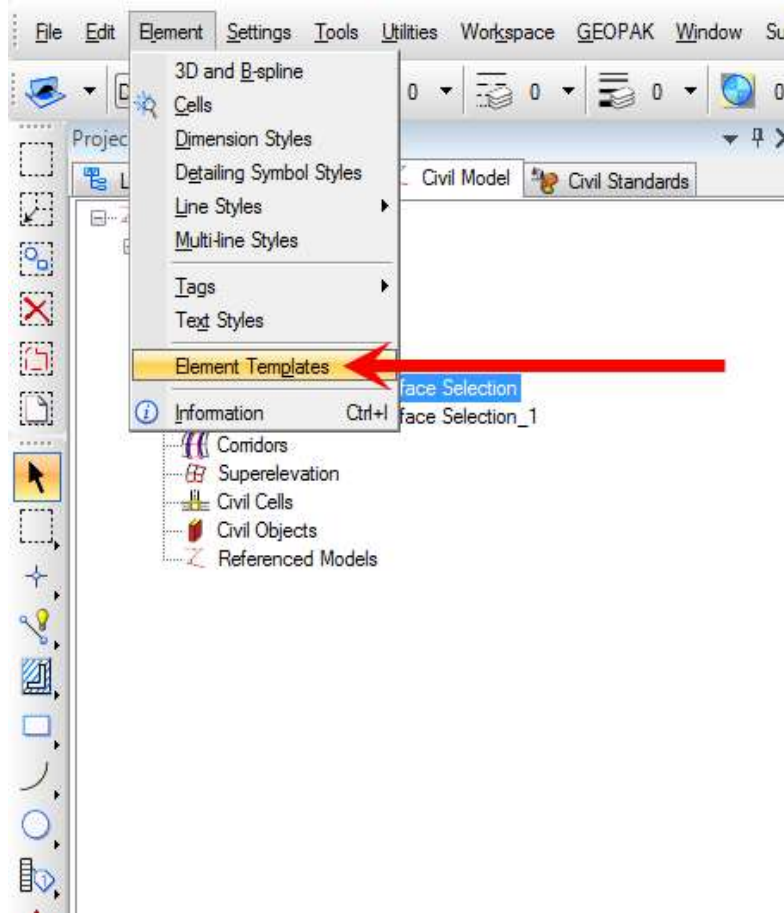 File Edit Element Settings Tools Utilities Workspace GEOPAK Window Su
0 0 0 0
Projec
L Civil Model Civil Standards
3D and B-spline
Cells
Dimension Styles
Detailing Symbol Styles
Line Styles
Multi-line Styles
Tags
Text Styles
Element Templates
Information Ctrl+I
face Selection
face Selection_1
Corridors
Superelevation
Civil Cells
Civil Objects
Referenced Models